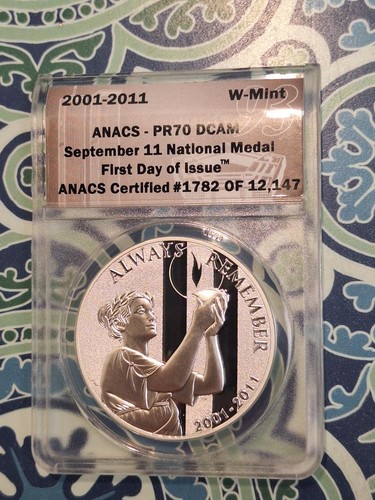 2001-2011 W-Mint
ANACS - PR70 DCAM
September 11 National Medal
First Day of Issue™
ANACS Certified #1782 OF 12,147
ALWAYS REMEMBER
2001-2011